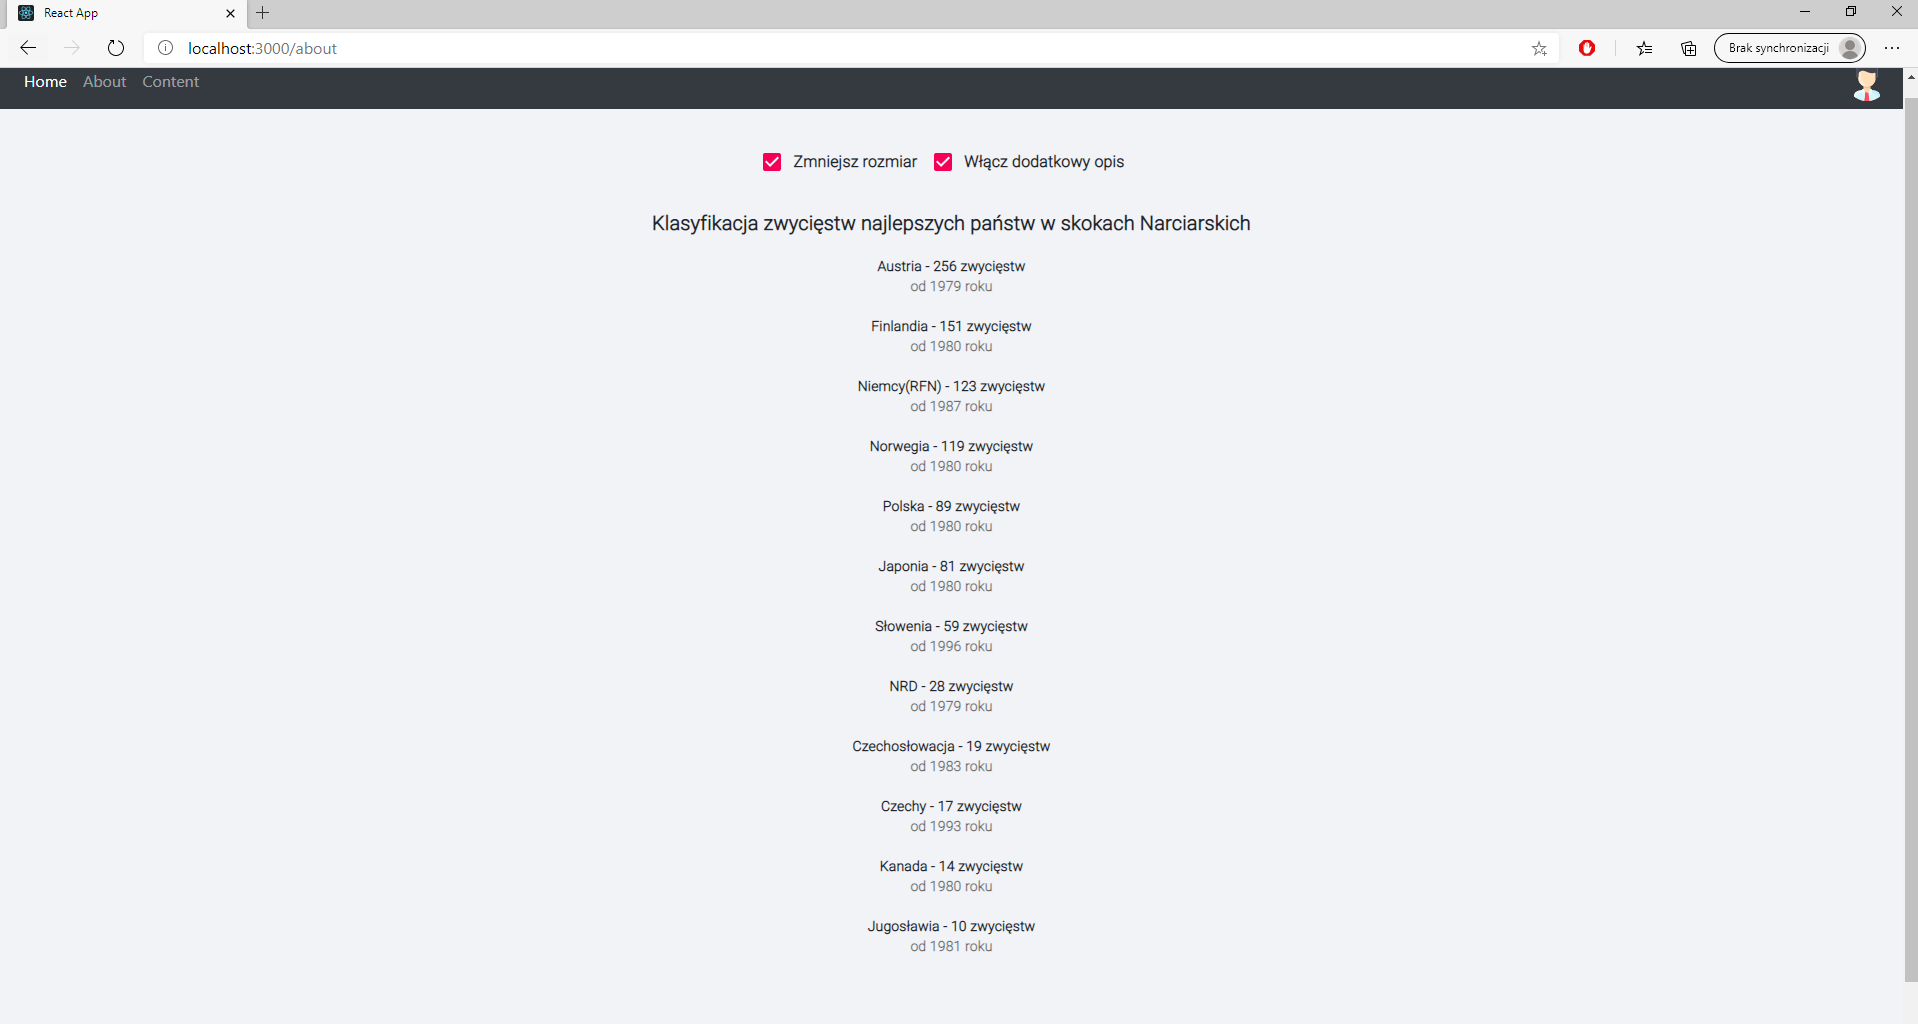 React App
localhost:3000/about
Brak synchronizacji
Home About Content
Zmniejsz rozmiar Włącz dodatkowy opis
Klasyfikacja zwycięstw najlepszych państw w skokach Narciarskich
Austria - 256 zwycięstw
od 1979 roku
Finlandia - 151 zwycięstw
od 1980 roku
Niemcy(RFN) - 123 zwycięstw
od 1987 roku
Norwegia - 119 zwycięstw
od 1980 roku
Polska - 89 zwycięstw
od 1980 roku
Japonia - 81 zwycięstw
od 1980 roku
Słowenia - 59 zwycięstw
od 1996 roku
NRD - 28 zwycięstw
od 1979 roku
Czechosłowacja - 19 zwycięstw
od 1983 roku
Czechy - 17 zwycięstw
od 1993 roku
Kanada - 14 zwycięstw
od 1980 roku
Jugosławia - 10 zwycięstw
od 1981 roku